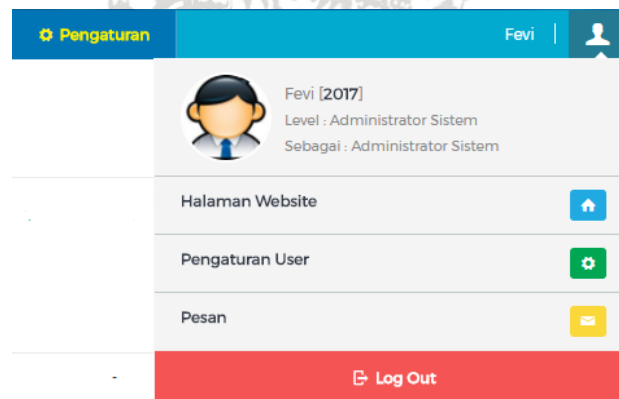 Pengaturan
Fevi
Fevi [2017]
Level : Administrator Sistem
Sebagai : Administrator Sistem
Halaman Website
Pengaturan User
Pesan
-
Log Out